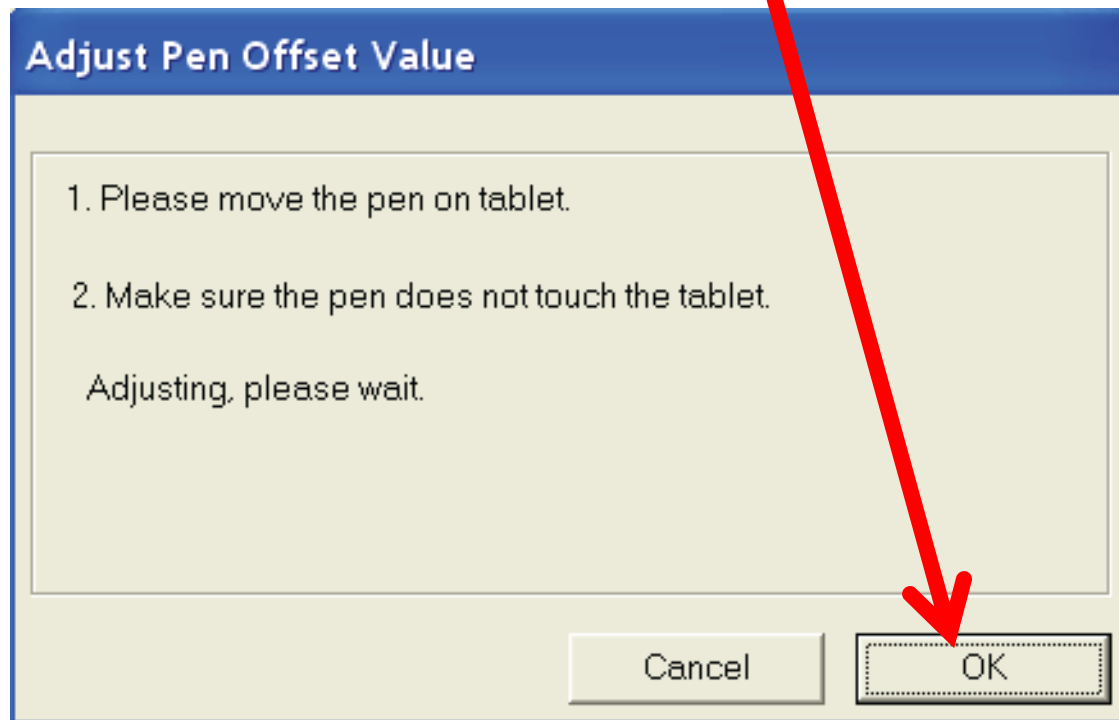 Adjust Pen Offset Value
1. Please move the pen on tablet.
2. Make sure the pen does not touch the tablet.
Adjusting, please wait.
Cancel OK